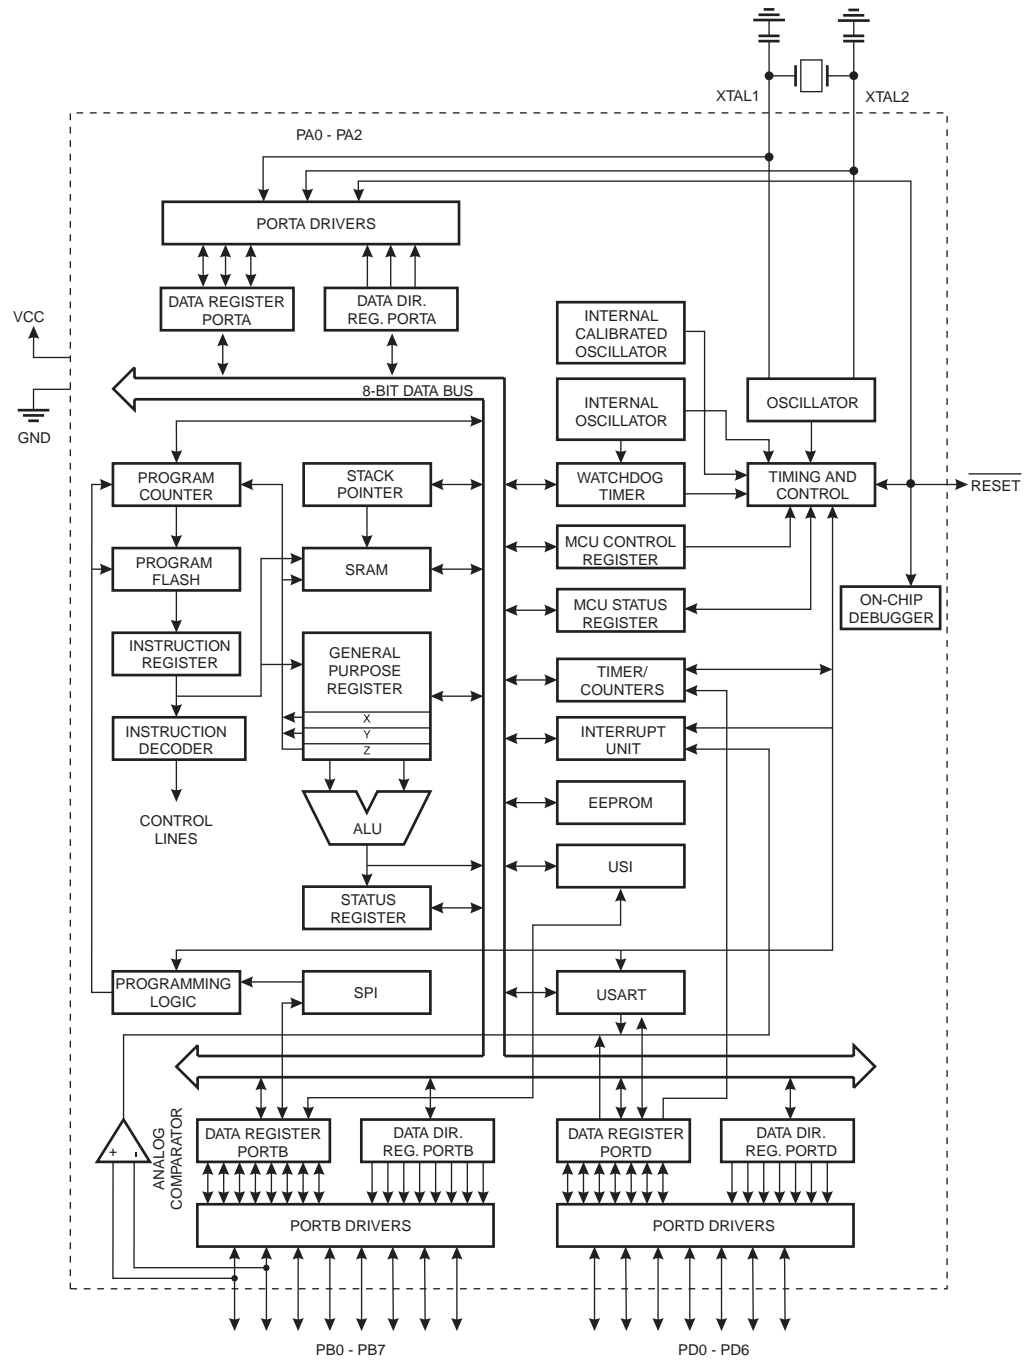 XTAL1
XTAL2
PA0 - PA2
PORTA DRIVERS
DATA REGISTER
PORTA
DATA DIR.
REG. PORTA
VCC
GND
8-BIT DATA BUS
INTERNAL
CALIBRATED
OSCILLATOR
INTERNAL
OSCILLATOR
OSCILLATOR
PROGRAM
COUNTER
STACK
POINTER
WATCHDOG
TIMER
TIMING AND
CONTROL
RESET
PROGRAM
FLASH
SRAM
MCU CONTROL
REGISTER
MCU STATUS
REGISTER
ON-CHIP
DEBUGGER
INSTRUCTION
REGISTER
GENERAL
PURPOSE
REGISTER
X
Y
Z
TIMER/
COUNTERS
INSTRUCTION
DECODER
INTERRUPT
UNIT
CONTROL
LINES
ALU
EEPROM
USI
STATUS
REGISTER
PROGRAMMING
LOGIC
SPI
USART
ANALOG
COMPARATOR
+
-
DATA REGISTER
PORTB
DATA DIR.
REG. PORTB
DATA REGISTER
PORTD
DATA DIR.
REG. PORTD
PORTB DRIVERS
PORTD DRIVERS
PB0 - PB7
PD0 - PD6